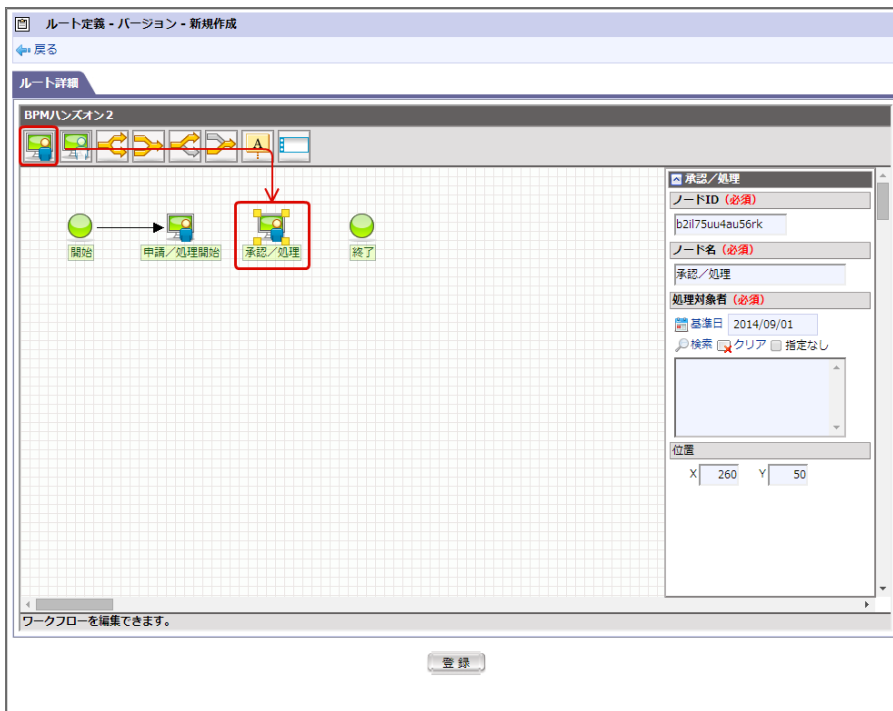 ルート定義 - バージョン - 新規作成
戻る
ルート詳細
BPMハンズオン2
A
開始
申請／処理開始
承認／処理
終了
承認／処理
ノードID (必須)
b2il75uu4au56rk
ノード名 (必須)
承認／処理
処理対象者 (必須)
基準日 2014/09/01
検索 クリア 指定なし
位置
X 260 Y 50
ワークフローを編集できます。
登録